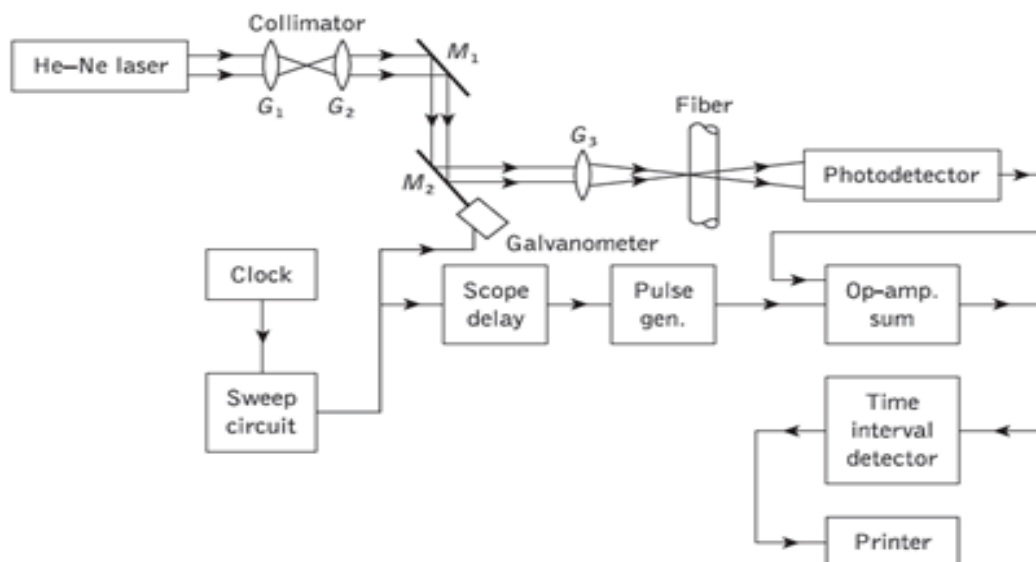 Collimator
He–Ne laser
G1
G2
M1
Fiber
G3
M2
Photodetector
Galvanometer
Clock
Scope
delay
Pulse
gen.
Op–amp.
sum
Sweep
circuit
Time
interval
detector
Printer